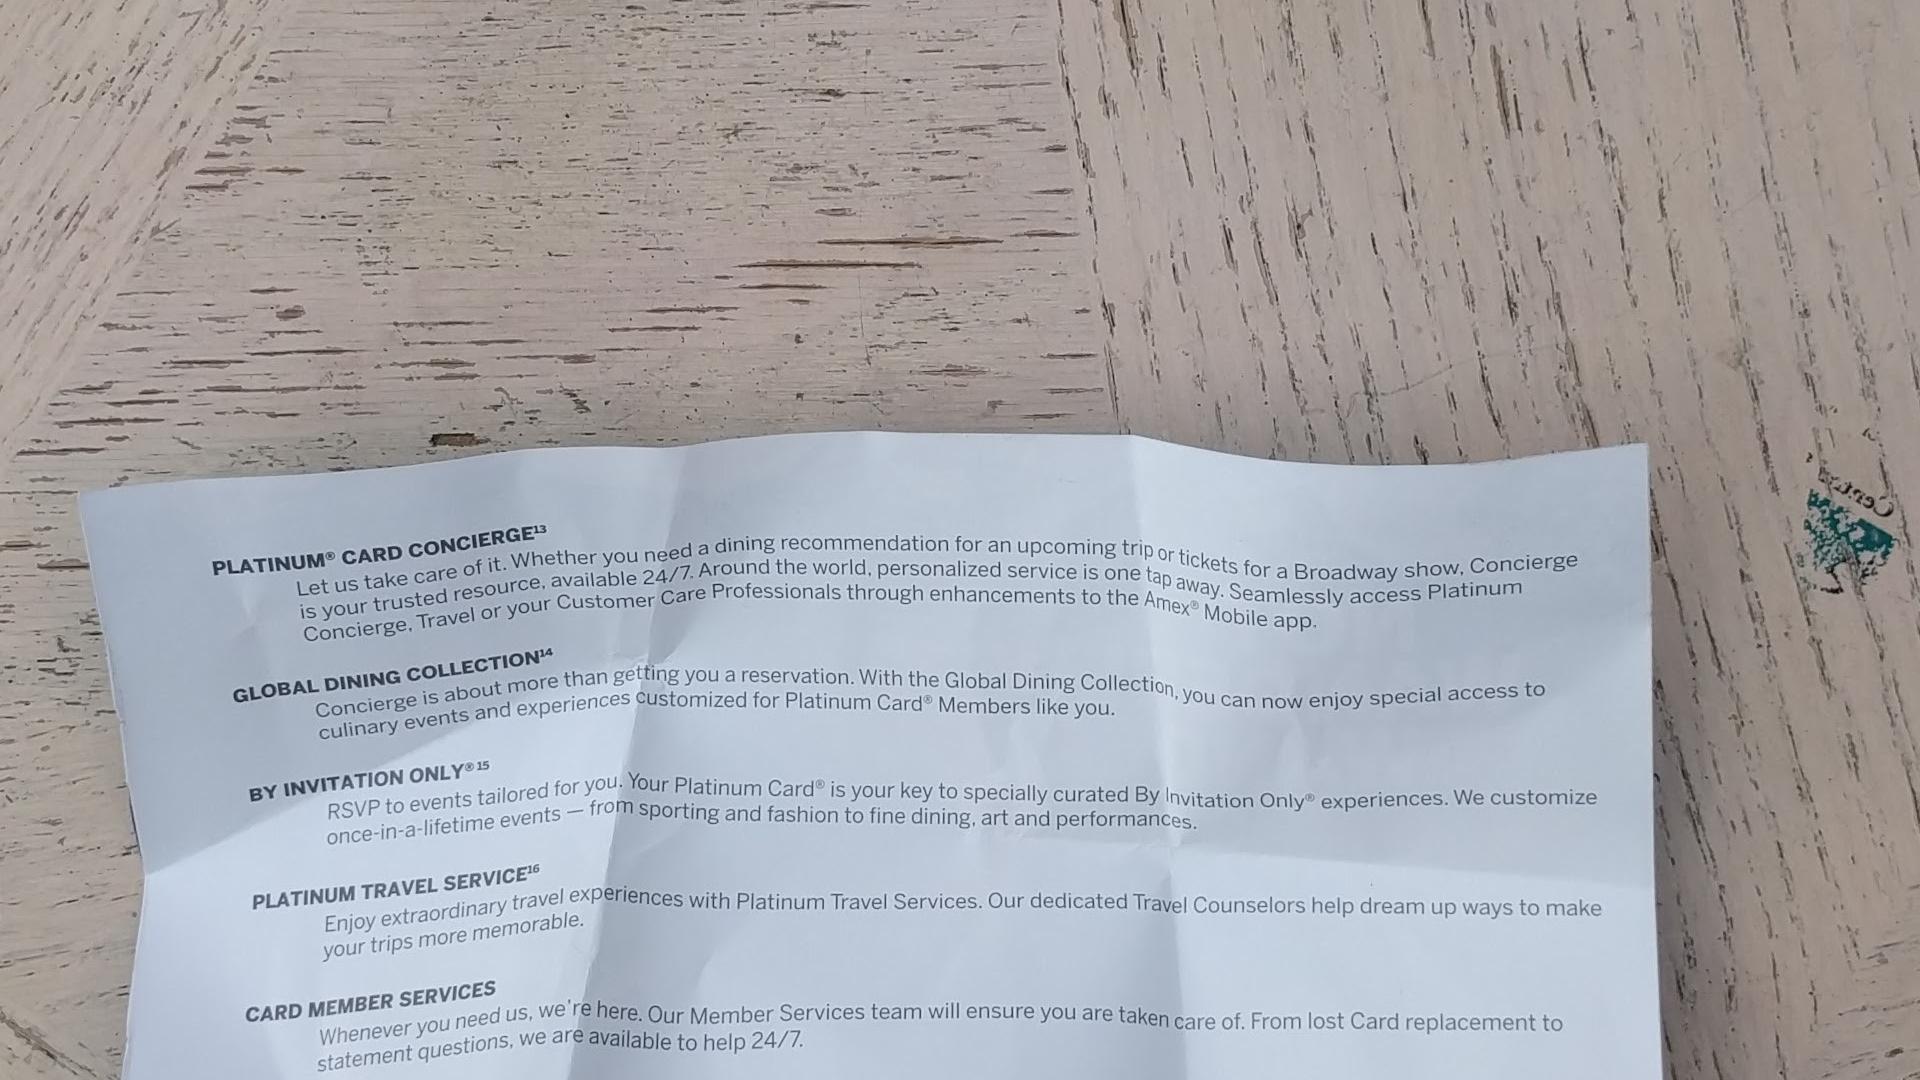 PLATINUM® CARD CONCIERGE¹³
Let us take care of it. Whether you need a dining recommendation for an upcoming trip or tickets for a Broadway show, Concierge
is your trusted resource, available 24/7. Around the world, personalized service is one tap away. Seamlessly access Platinum
Concierge, Travel or your Customer Care Professionals through enhancements to the Amex® Mobile app.
GLOBAL DINING COLLECTION¹⁴
Concierge is about more than getting you a reservation. With the Global Dining Collection, you can now enjoy special access to
culinary events and experiences customized for Platinum Card® Members like you.
BY INVITATION ONLY®¹⁵
RSVP to events tailored for you. Your Platinum Card® is your key to specially curated By Invitation Only® experiences. We customize
once-in-a-lifetime events — from sporting and fashion to fine dining, art and performances.
PLATINUM TRAVEL SERVICE¹⁶
Enjoy extraordinary travel experiences with Platinum Travel Services. Our dedicated Travel Counselors help dream up ways to make
your trips more memorable.
CARD MEMBER SERVICES
Whenever you need us, we're here. Our Member Services team will ensure you are taken care of. From lost Card replacement to
statement questions, we are available to help 24/7.